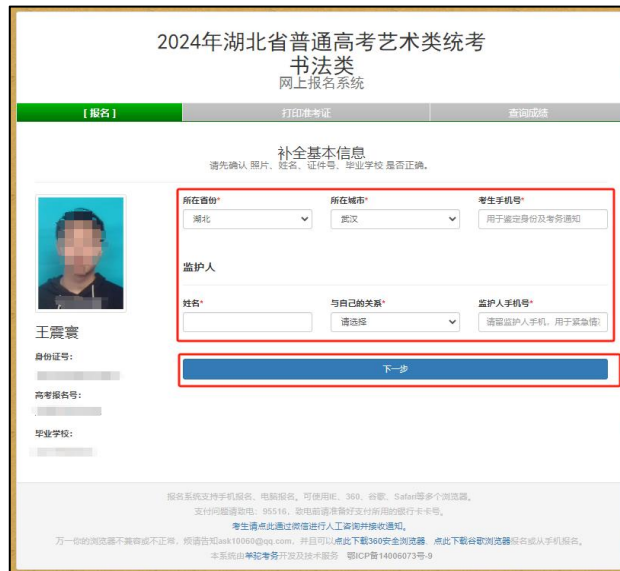 2024年湖北省普通高考艺术类统考
书法类
网上报名系统
[ 报名 ] 打印准考证 查询成绩
补全基本信息
请先确认 照片、姓名、证件号、毕业学校 是否正确。
所在省份* 所在城市* 考生手机号*
湖北 武汉 用于鉴定身份及考务通知
监护人
姓名* 与自己的关系* 监护人手机号*
请选择 请留监护人手机，用于紧急情况
王震寰
身份证号：
下一步
高考报名号：
毕业学校：
报名系统支持手机报名、电脑报名。可使用IE、360、谷歌、Safari等多个浏览器。
支付问题请致电：95516，致电前请准备好支付所用的银行卡卡号。
考生请点此通过微信进行人工咨询并接收通知。
万一你的浏览器不兼容或不正常，烦请告知ask10060@qq.com，并且可以点此下载360安全浏览器 点此下载谷歌浏览器报名或从手机报名。
本系统由羊驼考务开发及技术服务 鄂ICP备14006073号-9